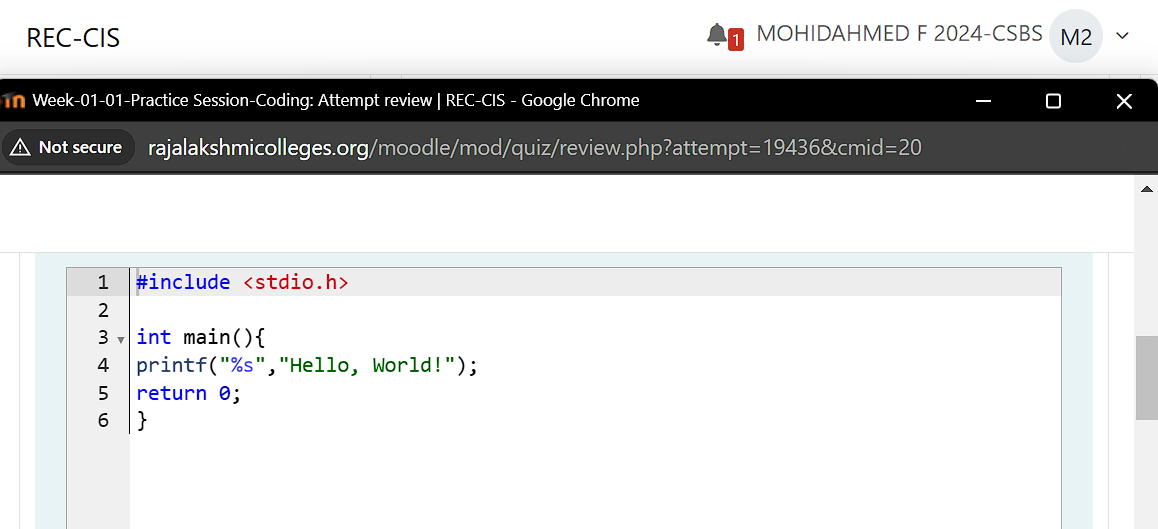 REC-CIS
1 MOHIDAHMED F 2024-CSBS M2
Week-01-01-Practice Session-Coding: Attempt review | REC-CIS - Google Chrome
Not secure rajalakshmicolleges.org/moodle/mod/quiz/review.php?attempt=19436&cmid=20
1 #include <stdio.h>
2
3 int main(){
4 printf("%s","Hello, World!");
5 return 0;
6 }